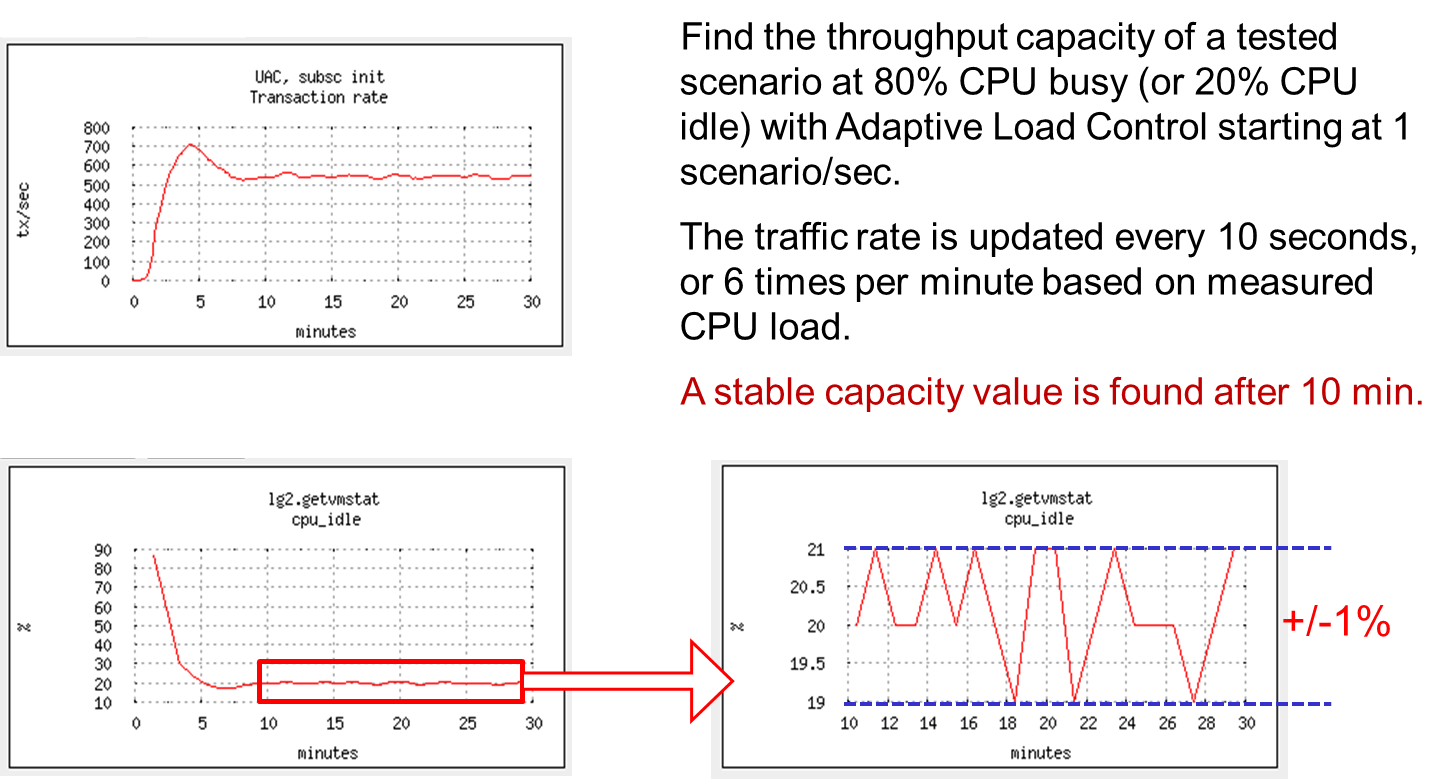 Find the throughput capacity of a tested
scenario at 80% CPU busy (or 20% CPU
idle) with Adaptive Load Control starting at 1
scenario/sec.
The traffic rate is updated every 10 seconds,
or 6 times per minute based on measured
CPU load.
A stable capacity value is found after 10 min.
UAC, subsc init
Transaction rate
tx/sec
800
700
600
500
400
300
200
100
0
0 5 10 15 20 25 30
minutes
lg2.getvmstat
cpu_idle
%
90
80
70
60
50
40
30
20
10
0 5 10 15 20 25 30
minutes
lg2.getvmstat
cpu_idle
%
21
20.5
20
19.5
19
10 12 14 16 18 20 22 24 26 28 30
minutes
+/-1%